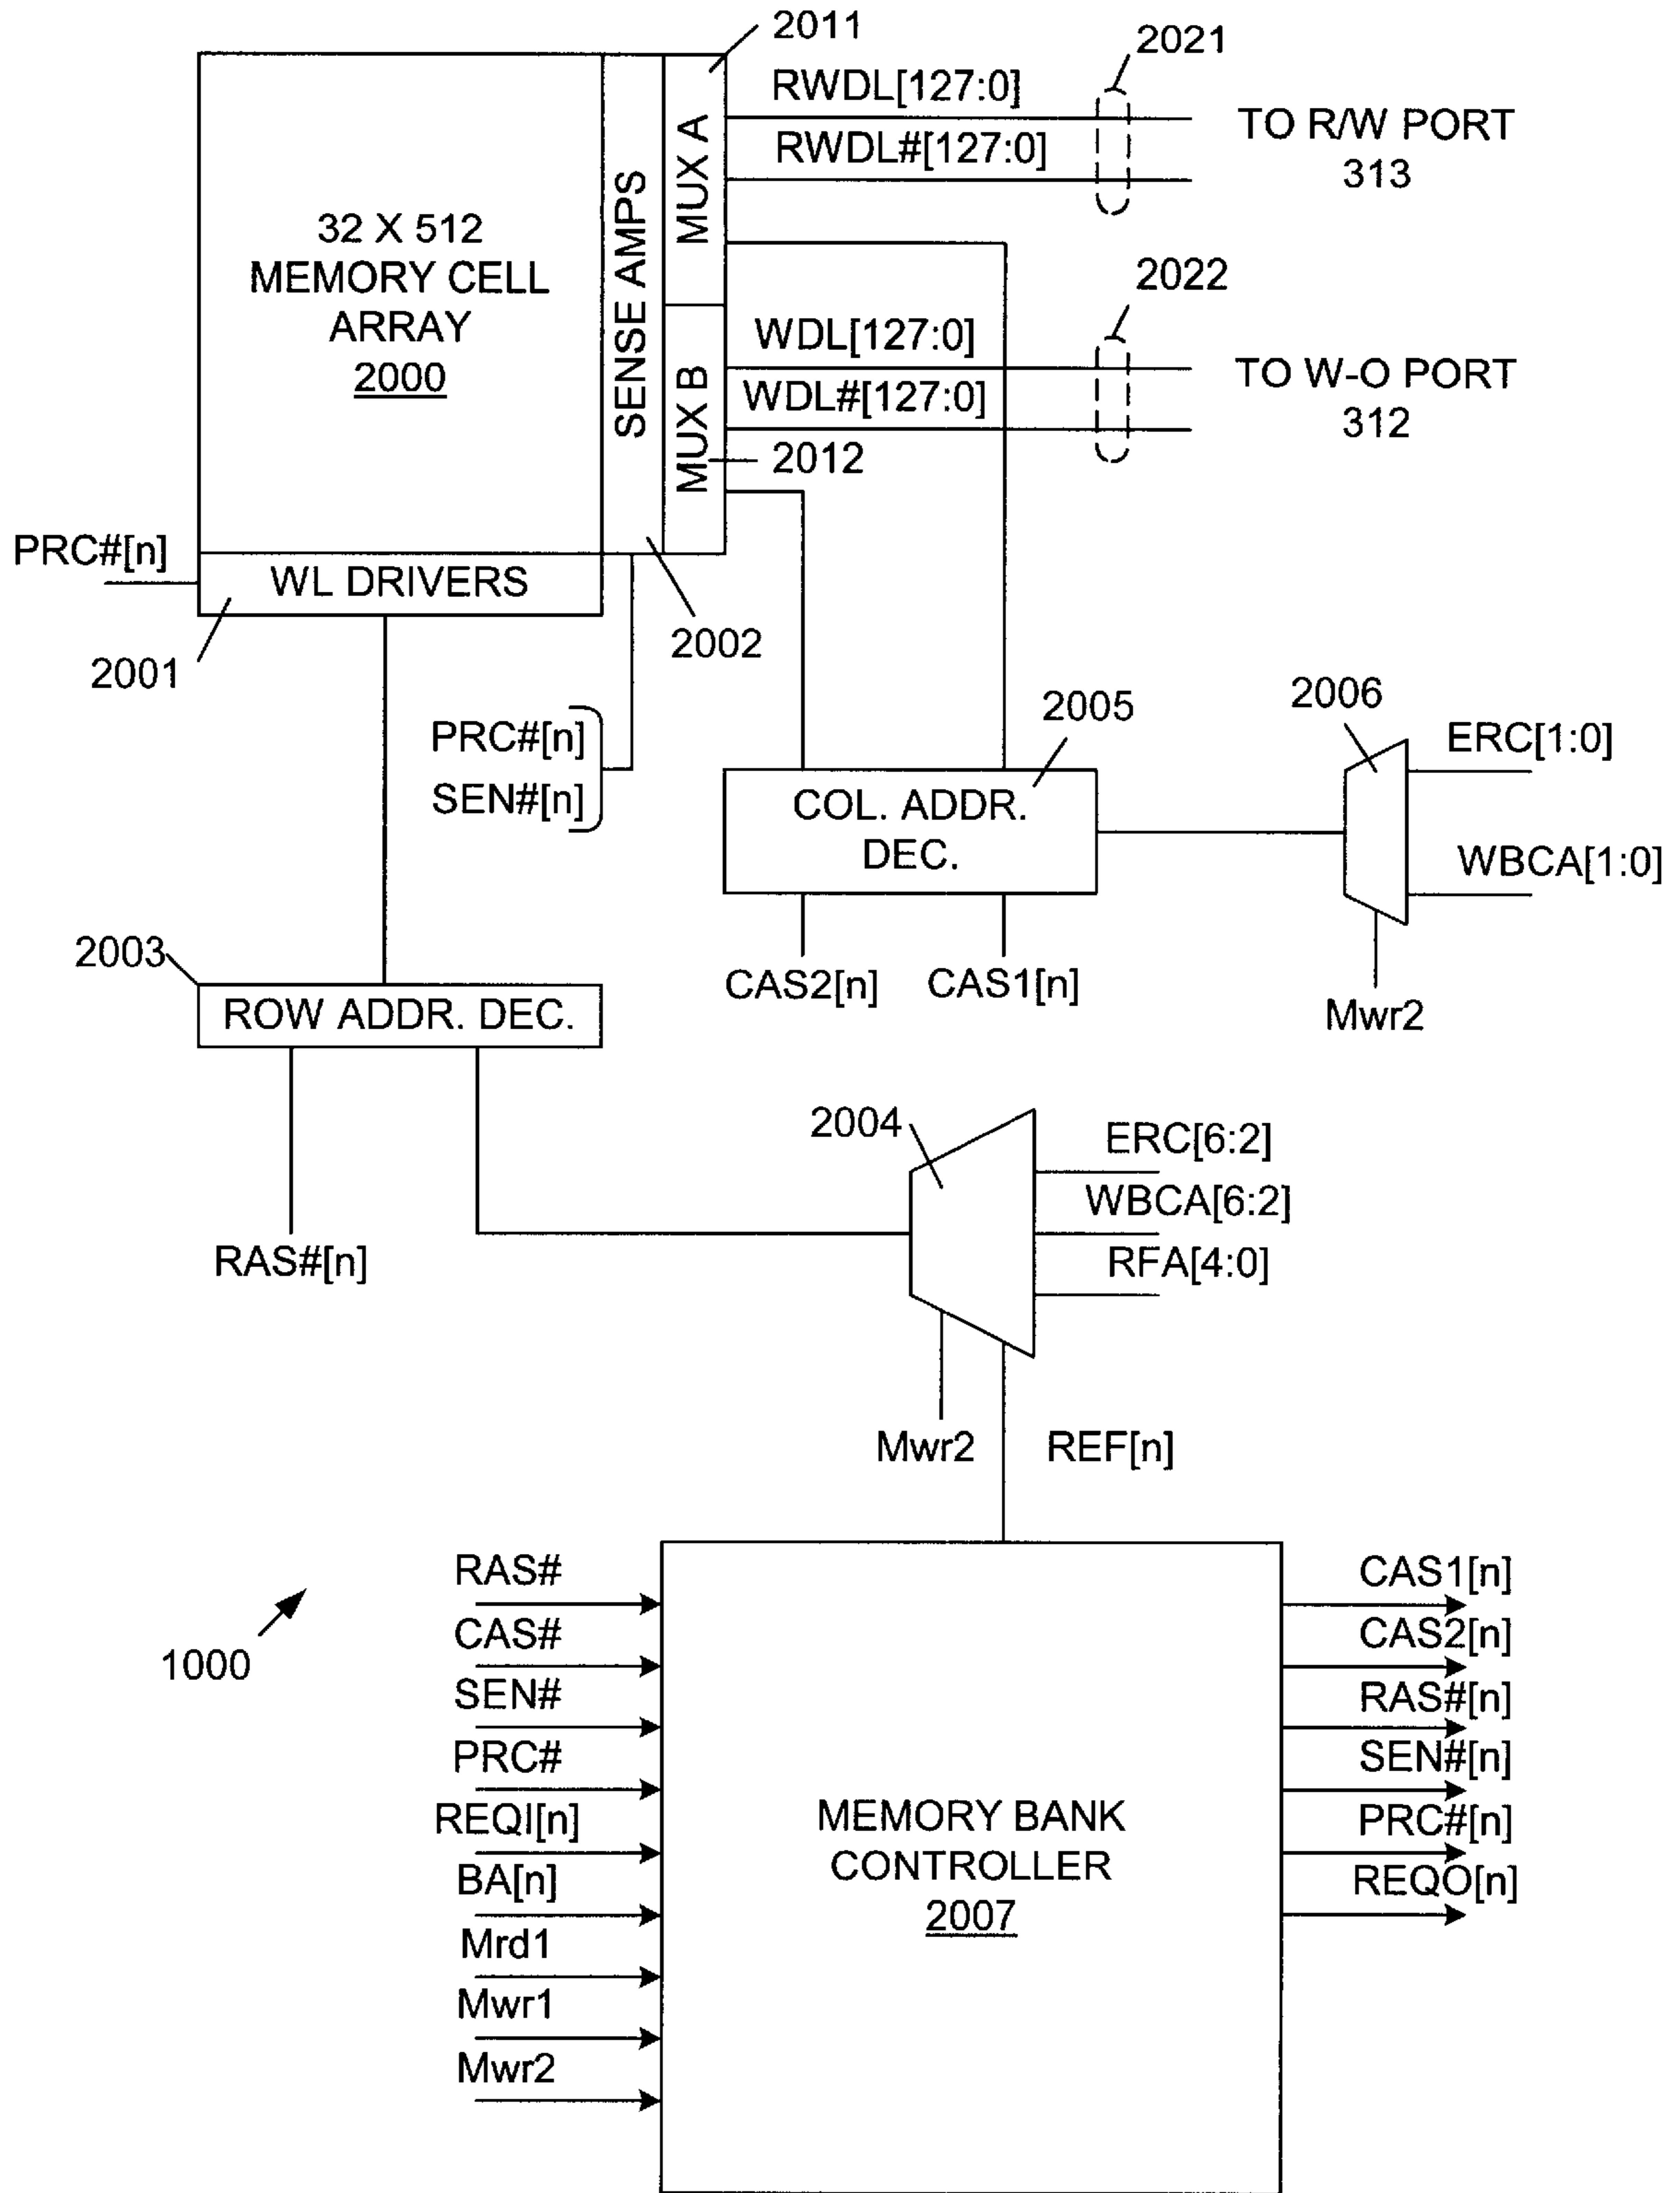 2011
2021
RWDL[127:0]
RWDL#[127:0]
TO R/W PORT
313
MUX A
SENSE AMPS
32 X 512
MEMORY CELL
ARRAY
2000
2022
WDL[127:0]
WDL#[127:0]
TO W-O PORT
312
MUX B
2012
PRC#[n]
WL DRIVERS
2001
2002
PRC#[n]
SEN#[n]
2005
2006
ERC[1:0]
COL. ADDR.
DEC.
WBCA[1:0]
CAS2[n]
CAS1[n]
Mwr2
2003
ROW ADDR. DEC.
2004
ERC[6:2]
WBCA[6:2]
RFA[4:0]
RAS#[n]
Mwr2
REF[n]
1000
RAS#
CAS#
SEN#
PRC#
REQI[n]
BA[n]
Mrd1
Mwr1
Mwr2
MEMORY BANK
CONTROLLER
2007
CAS1[n]
CAS2[n]
RAS#[n]
SEN#[n]
PRC#[n]
REQO[n]